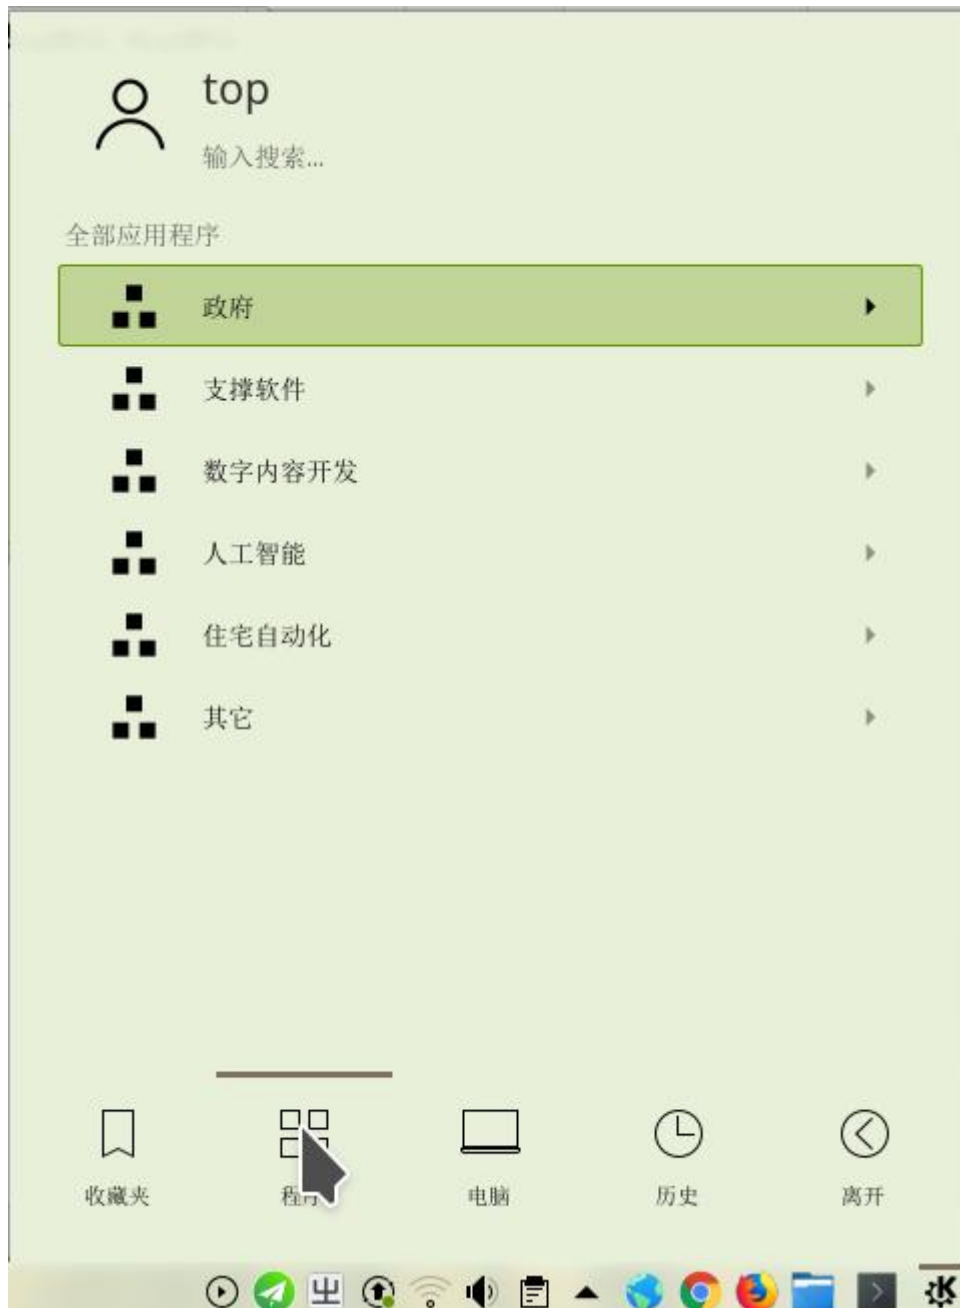 top
输入搜索...
全部应用程序
政府
支撑软件
数字内容开发
人工智能
住宅自动化
其它
收藏夹
电脑
历史
离开